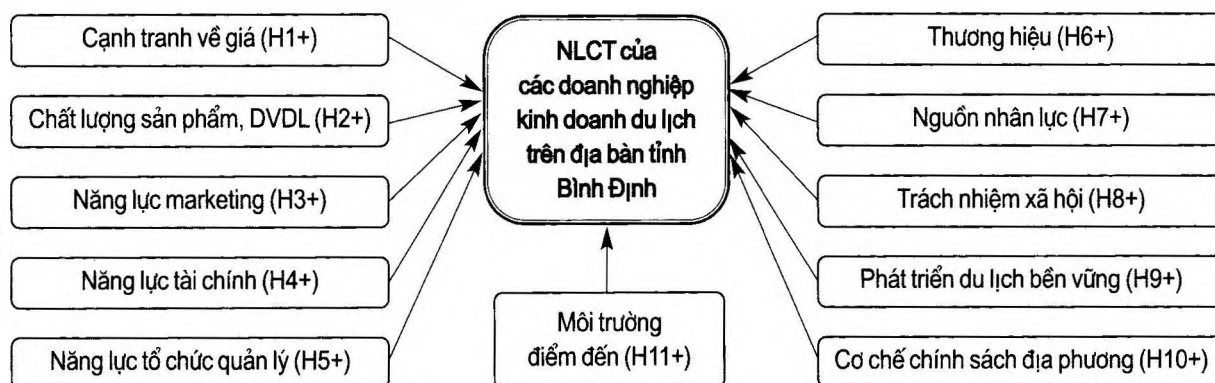 Cạnh tranh về giá (H1+)
Chất lượng sản phẩm, DVDL (H2+)
Năng lực marketing (H3+)
Năng lực tài chính (H4+)
Năng lực tổ chức quản lý (H5+)
NLCT của
các doanh nghiệp
kinh doanh du lịch
trên địa bàn tỉnh
Bình Định
Môi trường
điểm đến (H11+)
Thương hiệu (H6+)
Nguồn nhân lực (H7+)
Trách nhiệm xã hội (H8+)
Phát triển du lịch bền vững (H9+)
Cơ chế chính sách địa phương (H10+)